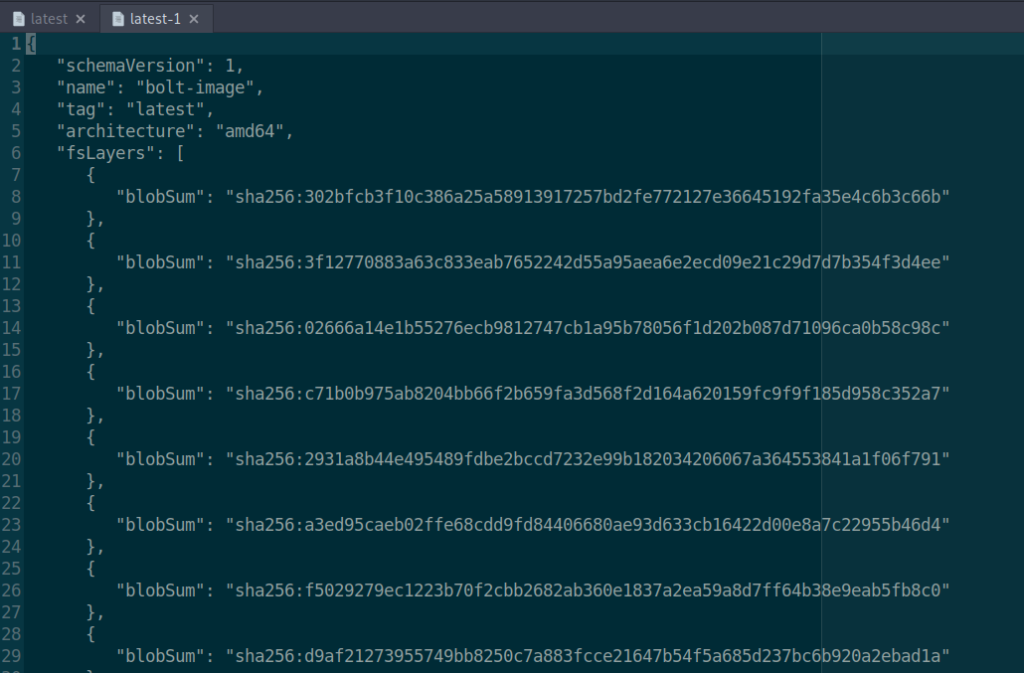 latest × latest-1 ×
1 {
2 "schemaVersion": 1,
3 "name": "bolt-image",
4 "tag": "latest",
5 "architecture": "amd64",
6 "fsLayers": [
7 {
8 "blobSum": "sha256:302bfcb3f10c386a25a58913917257bd2fe772127e36645192fa35e4c6b3c66b"
9 },
10 {
11 "blobSum": "sha256:3f12770883a63c833eab7652242d55a95aea6e2ecd09e21c29d7d7b354f3d4ee"
12 },
13 {
14 "blobSum": "sha256:02666a14e1b55276ecb9812747cb1a95b78056f1d202b087d71096ca0b58c98c"
15 },
16 {
17 "blobSum": "sha256:c71b0b975ab8204bb66f2b659fa3d568f2d164a620159fc9f9f185d958c352a7"
18 },
19 {
20 "blobSum": "sha256:2931a8b44e495489fdbe2bccd7232e99b182034206067a364553841a1f06f791"
21 },
22 {
23 "blobSum": "sha256:a3ed95caeb02ffe68cdd9fd84406680ae93d633cb16422d00e8a7c22955b46d4"
24 },
25 {
26 "blobSum": "sha256:f5029279ec1223b70f2cbb2682ab360e1837a2ea59a8d7ff64b38e9eab5fb8c0"
27 },
28 {
29 "blobSum": "sha256:d9af21273955749bb8250c7a883fcce21647b54f5a685d237bc6b920a2ebad1a"